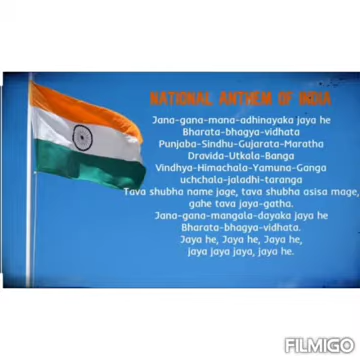 NATIONAL ANTHEM OF INDIA
Jana-gana-mana-adhinayaka jaya he
Bharata-bhagya-vidhata
Punjaba-Sindhu-Gujarata-Maratha
Dravida-Utkala-Banga
Vindhya-Himachala-Yamuna-Ganga
uchchala-jaladhi-taranga
Tava shubha name jage, tava shubha asisa mage,
gahe tava jaya-gatha.
Jana-gana-mangala-dayaka jaya he
Bharata-bhagya-vidhata.
Jaya he, Jaya he, Jaya he,
jaya jaya jaya, jaya he.
FILMIGO